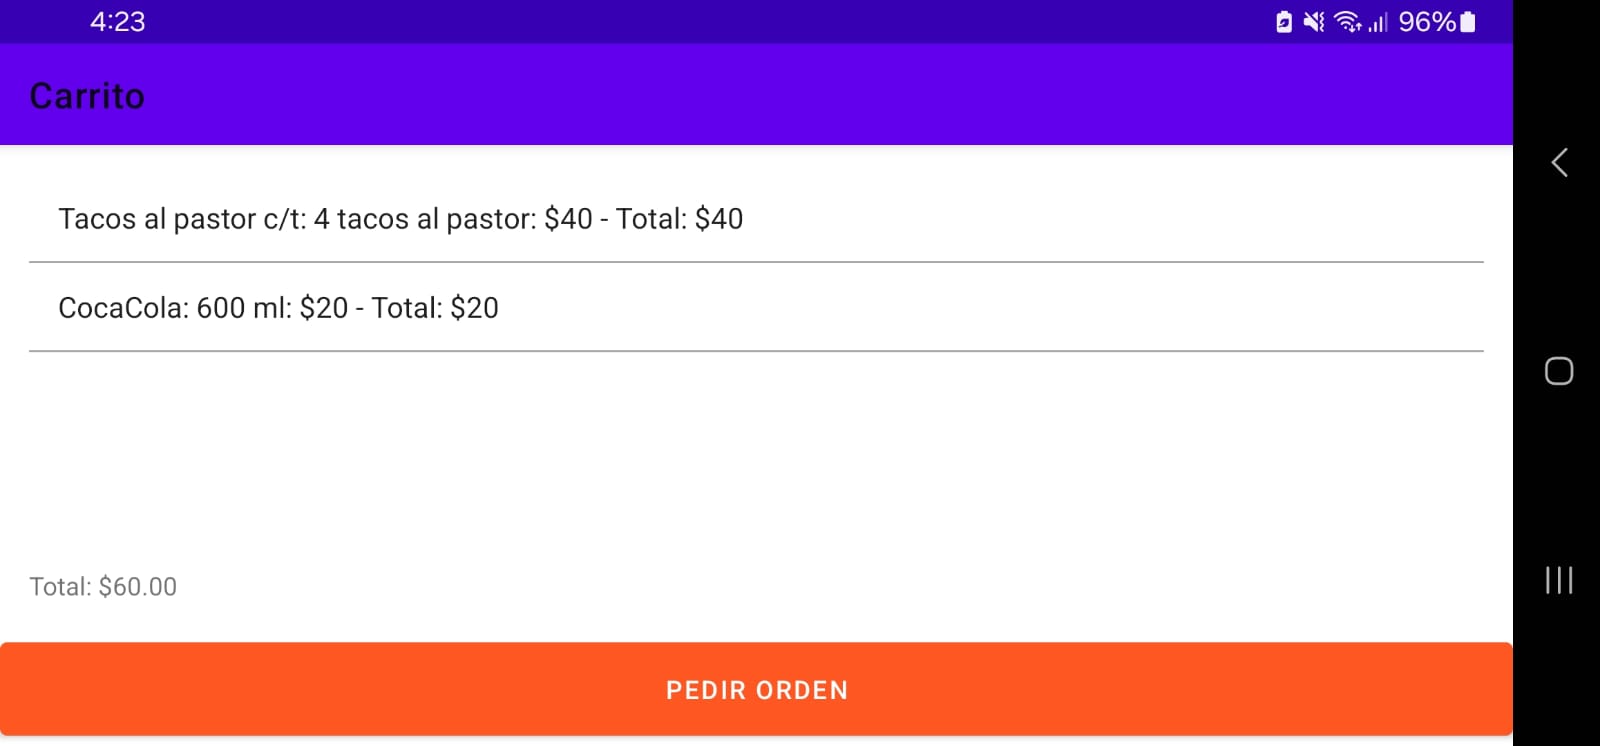 4:23
96%
Carrito
Tacos al pastor c/t: 4 tacos al pastor: $40 - Total: $40
CocaCola: 600 ml: $20 - Total: $20
Total: $60.00
PEDIR ORDEN